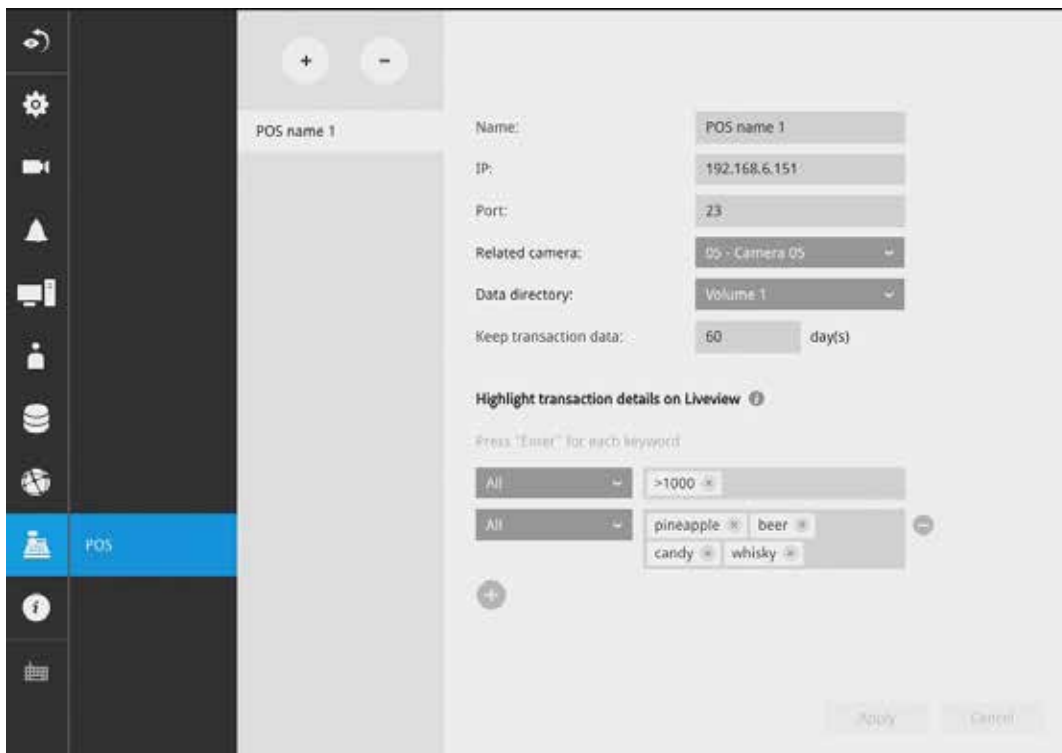 POS name 1
Name: POS name 1
IP: 192.168.6.151
Port: 23
Related camera: 05 - Camera 05
Data directory: Volume 1
Keep transaction data: 60 day(s)
Highlight transaction details on Liveview
Press "Enter" for each keyword
All >1000
All pineapple beer
candy whisky
POS
Apply Cancel